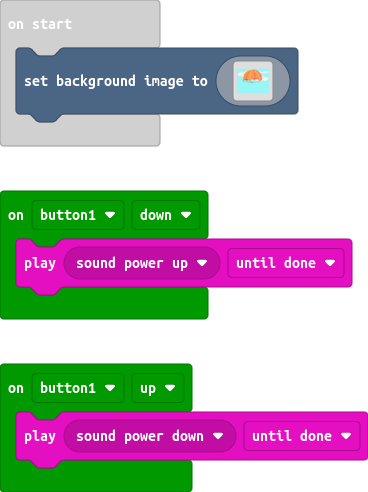 on start
set background image to
on button1 down
play sound power up until done
on button1 up
play sound power down until done